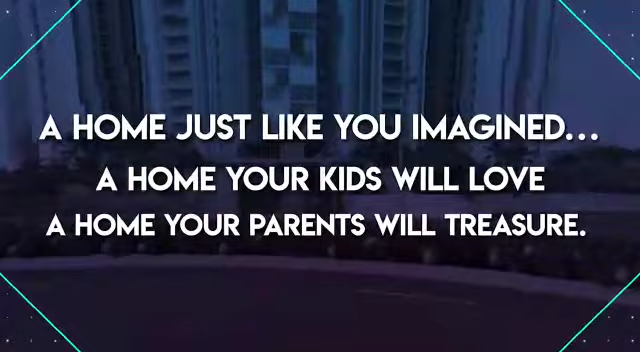 A HOME JUST LIKE YOU IMAGINED...
A HOME YOUR KIDS WILL LOVE
A HOME YOUR PARENTS WILL TREASURE.